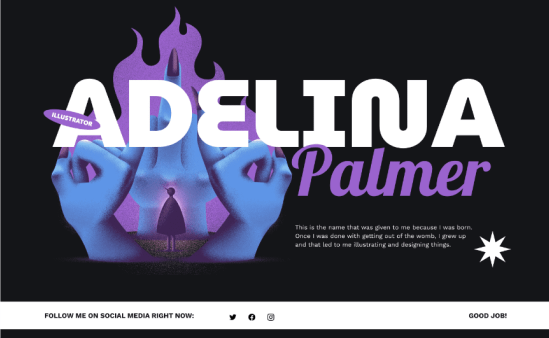 ADELINA
ILLUSTRATOR
Palmer
This is the name that was given to me because I was born.
Once I was done with getting out of the womb, I grew up
and that led to me illustrating and designing things.
FOLLOW ME ON SOCIAL MEDIA RIGHT NOW:
GOOD JOB!